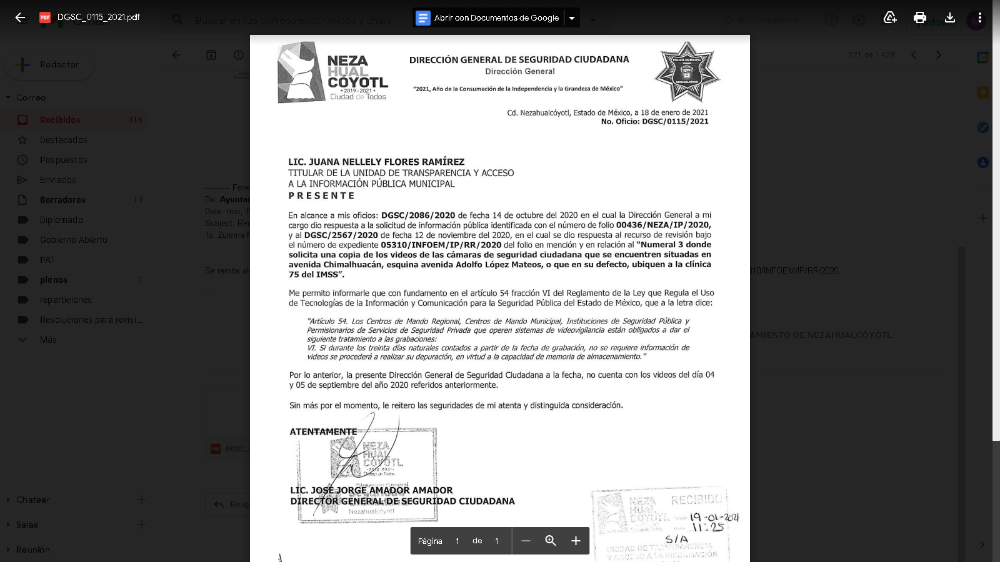 DGSC_0115_2021.pdf
Abrir con Documentos de Google
Buscar en tus correos electrónicos y chats
Sin conexión
Redactar
221 de 1.428
Correo
Recibidos 316
Destacados
Pospuestos
Enviados
Borradores 10
Diplomado
Gobierno Abierto
PAT
plenos 7
reparticiones
Resoluciones para revisi...
Más
Chatear
Salas
Reunión
---------- Forw
De: Ayuntar
Date: mar, 1
Subject: Rec
To: Zulema M
Se remite al
310/INFOEM/IP/RR/2020.
--
AMIENTO DE NEZAHUALCÓYOTL
DGSC_0
Resp
NEZA
HUAL
CÓYOTL
• 2019 - 2021 •
Ciudad de Todos
DIRECCIÓN GENERAL DE SEGURIDAD CIUDADANA
Dirección General
"2021, Año de la Consumación de la Independencia y la Grandeza de México"
POLICÍA MUNICIPAL
NEZAHUALCÓYOTL
Cd. Nezahualcóyotl, Estado de México, a 18 de enero de 2021
No. Oficio: DGSC/0115/2021
LIC. JUANA NELLELY FLORES RAMÍREZ
TITULAR DE LA UNIDAD DE TRANSPARENCIA Y ACCESO
A LA INFORMACIÓN PÚBLICA MUNICIPAL
P R E S E N T E
En alcance a mis oficios: DGSC/2086/2020 de fecha 14 de octubre del 2020 en el cual la Dirección General a mi
cargo dio respuesta a la solicitud de información pública identificada con el número de folio 00436/NEZA/IP/2020,
y al DGSC/2567/2020 de fecha 12 de noviembre del 2020, en el cual se dio respuesta al recurso de revisión bajo
el número de expediente 05310/INFOEM/IP/RR/2020 del folio en mención y en relación al "Numeral 3 donde
solicita una copia de los videos de las cámaras de seguridad ciudadana que se encuentren situadas en
avenida Chimalhuacán, esquina avenida Adolfo López Mateos, o que en su defecto, ubiquen a la clínica
75 del IMSS".
Me permito informarle que con fundamento en el artículo 54 fracción VI del Reglamento de la Ley que Regula el Uso
de Tecnologías de la Información y Comunicación para la Seguridad Pública del Estado de México, que a la letra dice:
"Artículo 54. Los Centros de Mando Regional, Centros de Mando Municipal, Instituciones de Seguridad Pública y
Permisionarios de Servicios de Seguridad Privada que operen sistemas de videovigilancia están obligados a dar el
siguiente tratamiento a las grabaciones:
VI. Si durante los treinta días naturales contados a partir de la fecha de grabación, no se requiere información de
videos se procederá a realizar su depuración, en virtud a la capacidad de memoria de almacenamiento."
Por lo anterior, la presente Dirección General de Seguridad Ciudadana a la fecha, no cuenta con los videos del día 04
y 05 de septiembre del año 2020 referidos anteriormente.
Sin más por el momento, le reitero las seguridades de mi atenta y distinguida consideración.
ATENTAMENTE
NEZA
HUAL
CÓYOTL
• 2019 - 2021 •
Ciudad de Todos
Dirección General
LIC. JOSÉ JORGE AMADOR AMADOR
DIRECTOR GENERAL DE SEGURIDAD CIUDADANA
Nezahualcóyotl
NEZA RECIBIDO
HUAL
CÓYOTL 19-01-2021
11:25
S/A
UNIDAD DE TRANSPARENCIA
Y ACCESO A LA INFORMACIÓN
Página 1 de 1